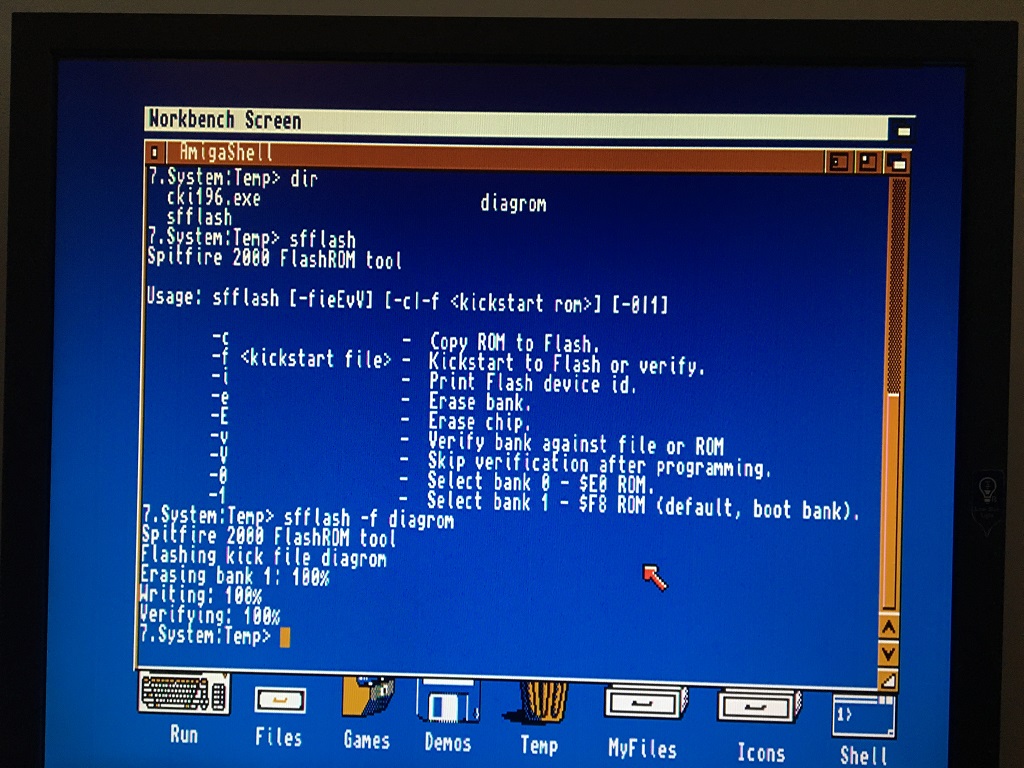 Workbench Screen
AmigaShell
7.System:Temp> dir
cki196.exe diagrom
sfflash
7.System:Temp> sfflash
Spitfire 2000 FlashROM tool
Usage: sfflash [-fieEvV] [-c|-f <kickstart rom>] [-0|1]
-c - Copy ROM to Flash.
-f <kickstart file> - Kickstart to Flash or verify.
-i - Print Flash device id.
-e - Erase bank.
-E - Erase chip.
-v - Verify bank against file or ROM
-V - Skip verification after programming.
-0 - Select bank 0 - $E0 ROM.
-1 - Select bank 1 - $F8 ROM (default, boot bank).
7.System:Temp> sfflash -f diagrom
Spitfire 2000 FlashROM tool
Flashing kick file diagrom
Erasing bank 1: 100%
Writing: 100%
Verifying: 100%
7.System:Temp>
1>
Run Files Games Demos Temp MyFiles Icons Shell